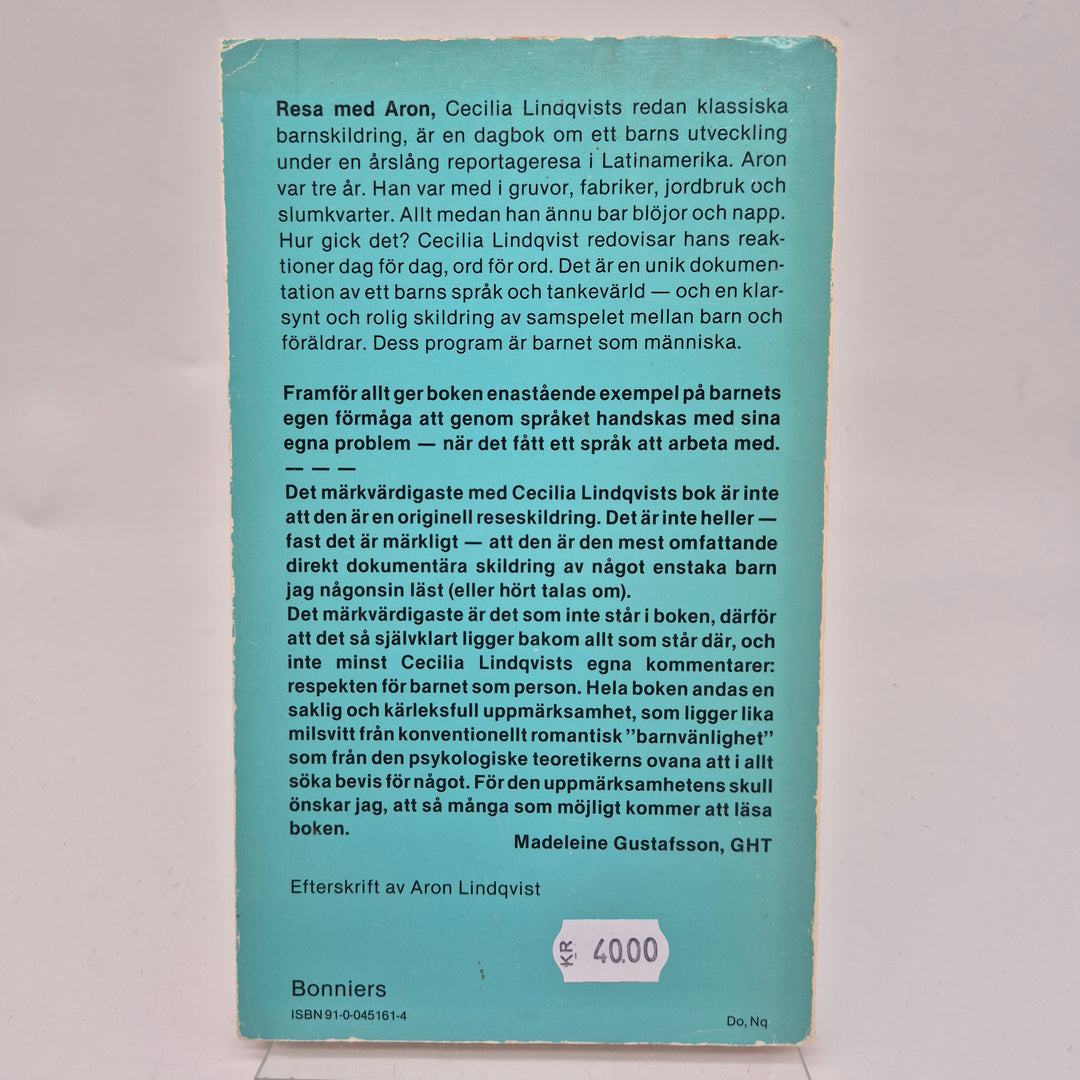 Resa med Aron, Cecilia Lindqvists redan klassiska
barnskildring, är en dagbok om ett barns utveckling
under en årslång reportageresa i Latinamerika. Aron
var tre år. Han var med i gruvor, fabriker, jordbruk och
slumkvarter. Allt medan han ännu bar blöjor och napp.
Hur gick det? Cecilia Lindqvist redovisar hans reak-
tioner dag för dag, ord för ord. Det är en unik dokumen-
tation av ett barns språk och tankevärld — och en klar-
synt och rolig skildring av samspelet mellan barn och
föräldrar. Dess program är barnet som människa.
Framför allt ger boken enastående exempel på barnets
egen förmåga att genom språket handskas med sina
egna problem — när det fått ett språk att arbeta med.
— — —
Det märkvärdigaste med Cecilia Lindqvists bok är inte
att den är en originell reseskildring. Det är inte heller —
fast det är märkligt — att den är den mest omfattande
direkt dokumentära skildring av något enstaka barn
jag någonsin läst (eller hört talas om).
Det märkvärdigaste är det som inte står i boken, därför
att det så självklart ligger bakom allt som står där, och
inte minst Cecilia Lindqvists egna kommentarer:
respekten för barnet som person. Hela boken andas en
saklig och kärleksfull uppmärksamhet, som ligger lika
milsvitt från konventionellt romantisk ”barnvänlighet”
som från den psykologiske teoretikerns ovana att i allt
söka bevis för något. För den uppmärksamhetens skull
önskar jag, att så många som möjligt kommer att läsa
boken.
Madeleine Gustafsson, GHT
Efterskrift av Aron Lindqvist
KR 40.00
Bonniers
ISBN 91-0-045161-4
Do, Nq